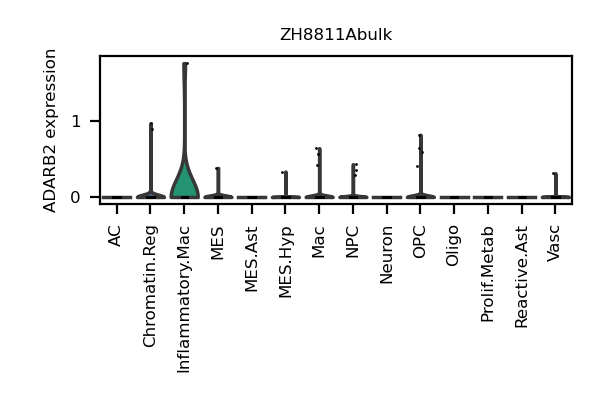 ZH8811Abulk
ADARB2 expression
1
0
AC
Chromatin.Reg
Inflammatory.Mac
MES
MES.Ast
MES.Hyp
Mac
NPC
Neuron
OPC
Oligo
Prolif.Metab
Reactive.Ast
Vasc